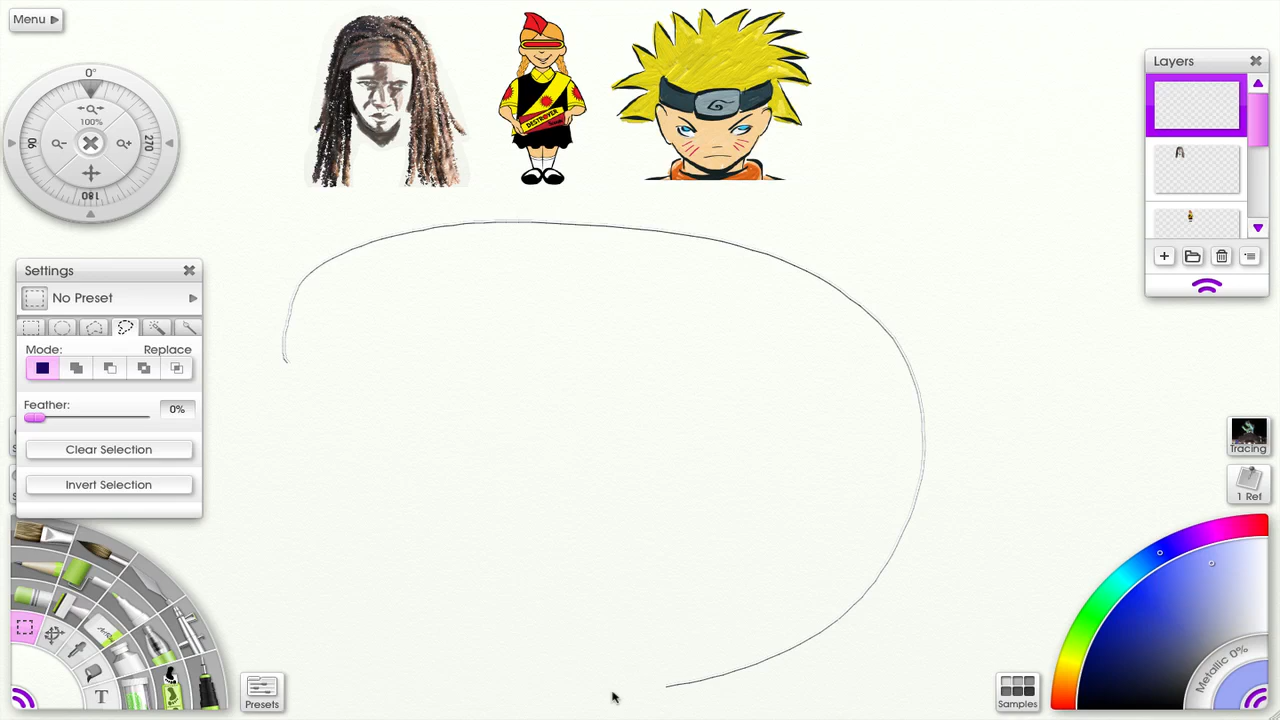 Menu
0°
100%
90
270
180
DESTROYER
Layers
Settings
No Preset
Mode: Replace
Feather: 0%
Clear Selection
Invert Selection
Tracing
1 Ref
Metallic 0%
T
Presets
Samples